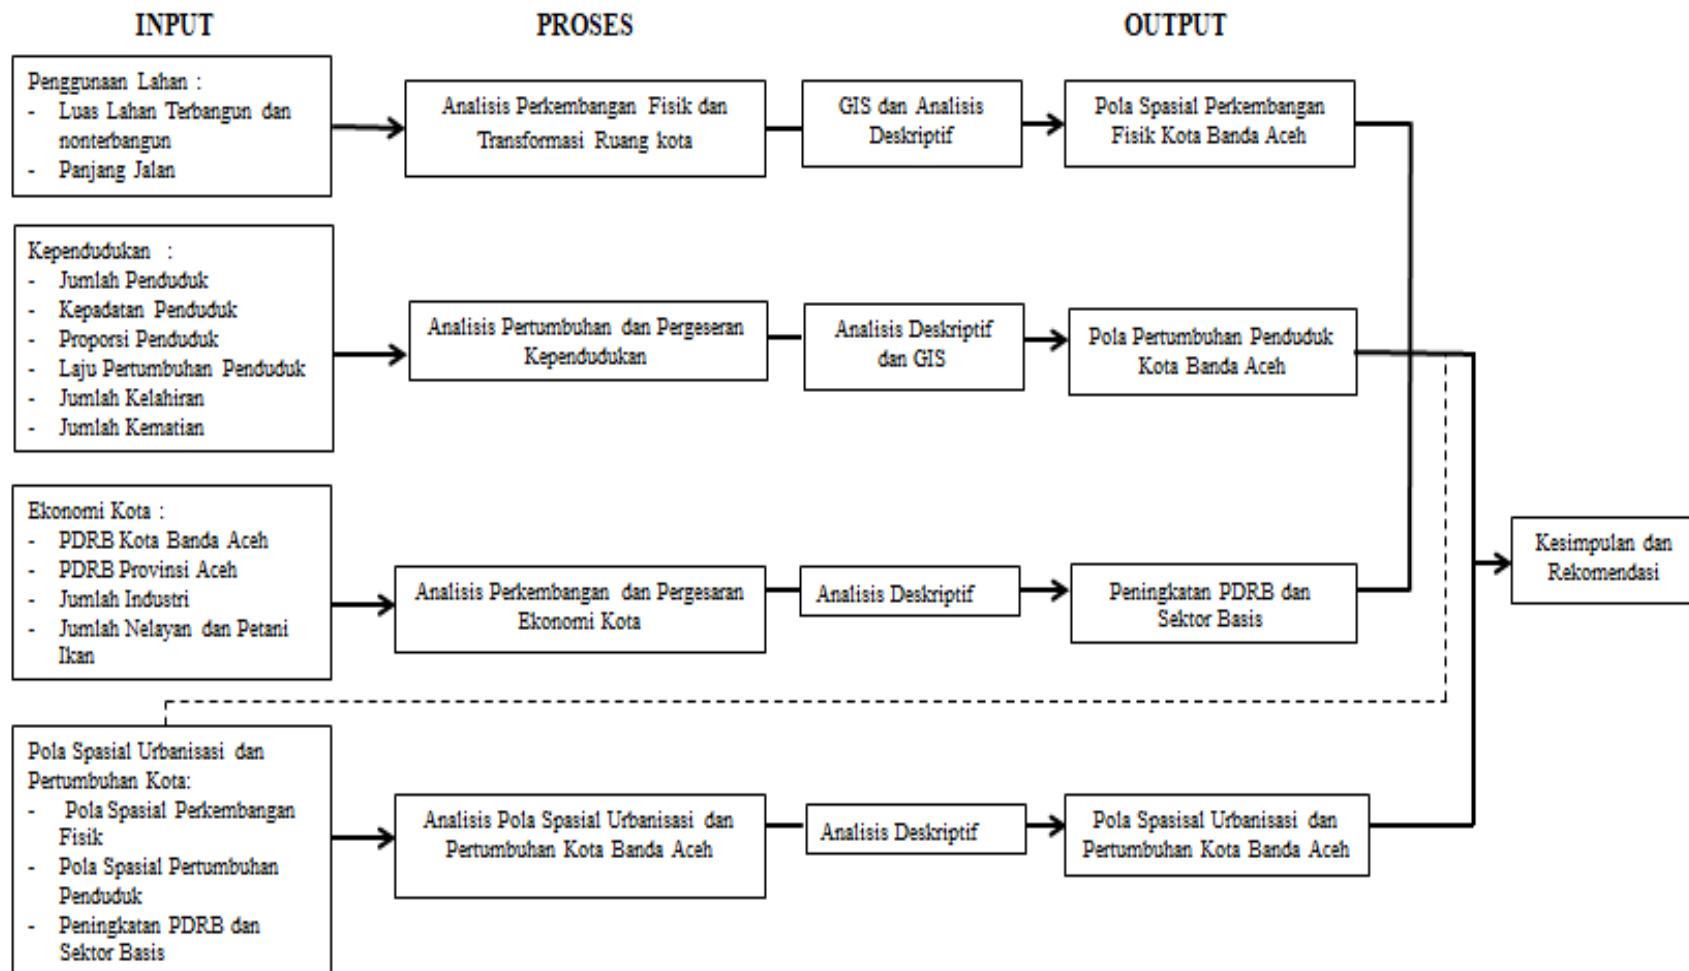 INPUT
PROSES
OUTPUT
Penggunaan Lahan :
- Luas Lahan Terbangun dan
nonterbangun
- Panjang Jalan
Analisis Perkembangan Fisik dan
Transformasi Ruang kota
GIS dan Analisis
Deskriptif
Pola Spasial Perkembangan
Fisik Kota Banda Aceh
Kependudukan :
- Jumlah Penduduk
- Kepadatan Penduduk
- Proporsi Penduduk
- Laju Pertumbuhan Penduduk
- Jumlah Kelahiran
- Jumlah Kematian
Analisis Pertumbuhan dan Pergeseran
Kependudukan
Analisis Deskriptif
dan GIS
Pola Pertumbuhan Penduduk
Kota Banda Aceh
Ekonomi Kota :
- PDRB Kota Banda Aceh
- PDRB Provinsi Aceh
- Jumlah Industri
- Jumlah Nelayan dan Petani
Ikan
Analisis Perkembangan dan Pergesaran
Ekonomi Kota
Analisis Deskriptif
Peningkatan PDRB dan
Sektor Basis
Kesimpulan dan
Rekomendasi
Pola Spasial Urbanisasi dan
Pertumbuhan Kota:
- Pola Spasial Perkembangan
Fisik
- Pola Spasial Pertumbuhan
Penduduk
- Peningkatan PDRB dan
Sektor Basis
Analisis Pola Spasial Urbanisasi dan
Pertumbuhan Kota Banda Aceh
Analisis Deskriptif
Pola Spasisal Urbanisasi dan
Pertumbuhan Kota Banda Aceh